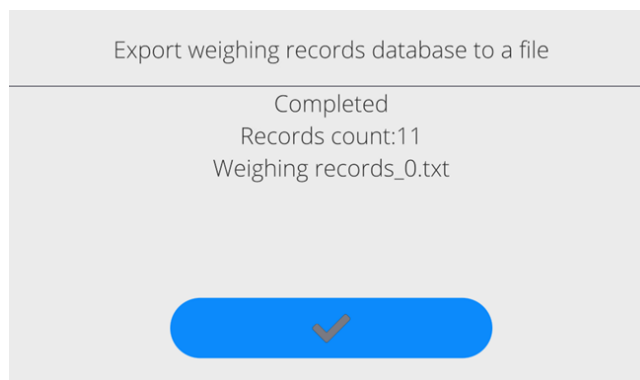 Export weighing records database to a file
Completed
Records count:11
Weighing records_0.txt